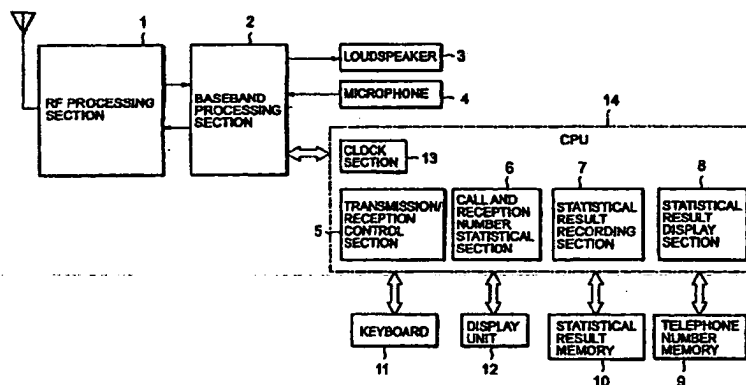 1
2
RF PROCESSING
SECTION
BASEBAND
PROCESSING
SECTION
LOUDSPEAKER
3
MICROPHONE
4
14
CPU
CLOCK
SECTION
13
5
TRANSMISSION/
RECEPTION
CONTROL
SECTION
6
CALL AND
RECEPTION
NUMBER
STATISTICAL
SECTION
7
STATISTICAL
RESULT
RECORDING
SECTION
8
STATISTICAL
RESULT
DISPLAY
SECTION
KEYBOARD
11
DISPLAY
UNIT
12
STATISTICAL
RESULT
MEMORY
10
TELEPHONE
NUMBER
MEMORY
9